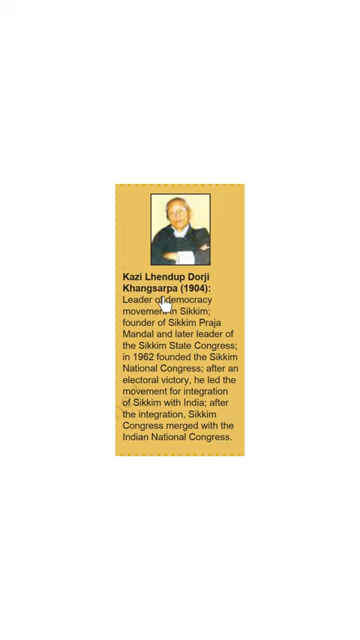 Kazi Lhendup Dorji
Khangsarpa (1904):
Leader of democracy
movement in Sikkim;
founder of Sikkim Praja
Mandal and later leader of
the Sikkim State Congress;
in 1962 founded the Sikkim
National Congress; after an
electoral victory, he led the
movement for integration
of Sikkim with India; after
the integration, Sikkim
Congress merged with the
Indian National Congress.